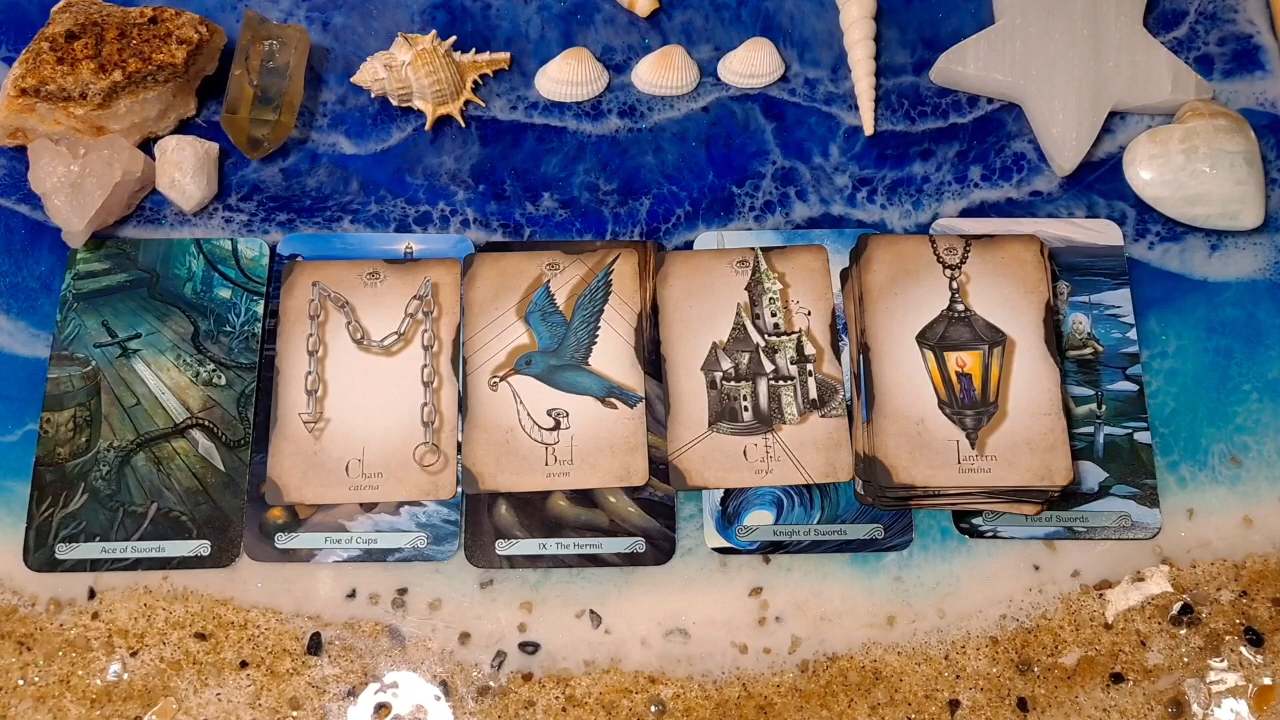 Chain
catena
Bird
avem
Castle
arce
Lantern
lumina
Ace of Swords
Five of Cups
IX • The Hermit
Knight of Swords
Five of Swords